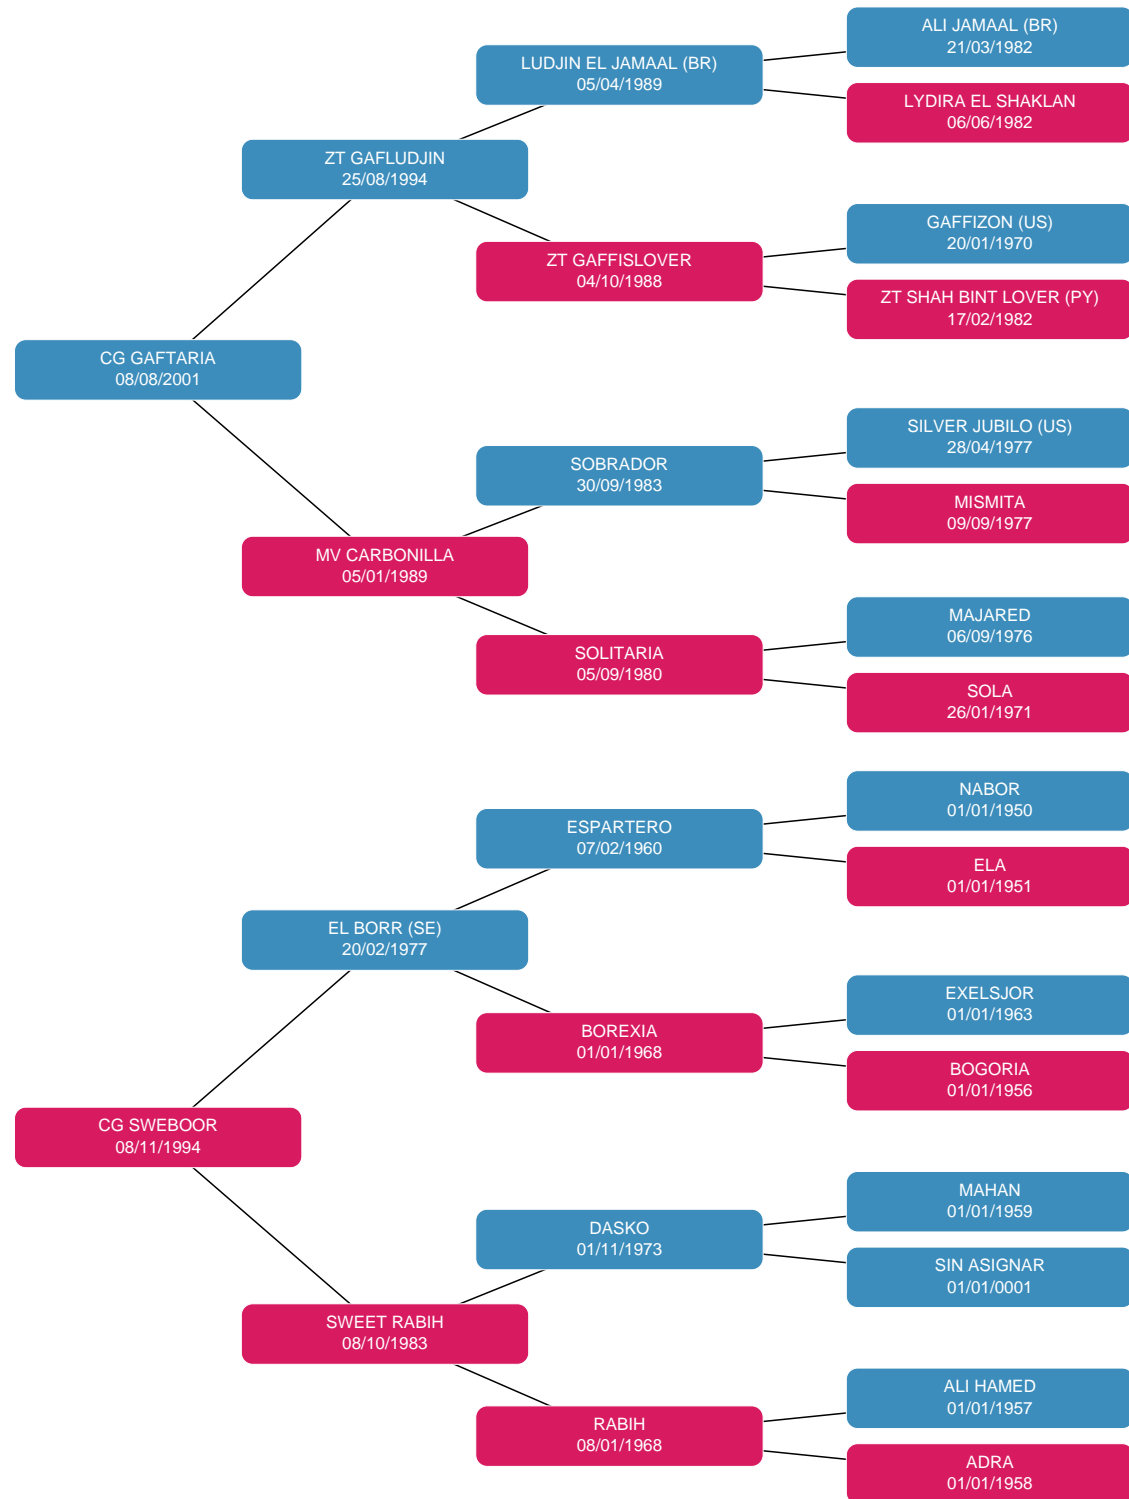 ALI JAMAAL (BR)
21/03/1982
LUDJIN EL JAMAAL (BR)
05/04/1989
LYDIRA EL SHAKLAN
06/06/1982
ZT GAFLUDJIN
25/08/1994
GAFFIZON (US)
20/01/1970
ZT GAFFISLOVER
04/10/1988
ZT SHAH BINT LOVER (PY)
17/02/1982
CG GAFTARIA
08/08/2001
SILVER JUBILO (US)
28/04/1977
SOBRADOR
30/09/1983
MISMITA
09/09/1977
MV CARBONILLA
05/01/1989
MAJARED
06/09/1976
SOLITARIA
05/09/1980
SOLA
26/01/1971
NABOR
01/01/1950
ESPARTERO
07/02/1960
ELA
01/01/1951
EL BORR (SE)
20/02/1977
EXELSJOR
01/01/1963
BOREXIA
01/01/1968
BOGORIA
01/01/1956
CG SWEBOOR
08/11/1994
MAHAN
01/01/1959
DASKO
01/11/1973
SIN ASIGNAR
01/01/0001
SWEET RABIH
08/10/1983
ALI HAMED
01/01/1957
RABIH
08/01/1968
ADRA
01/01/1958